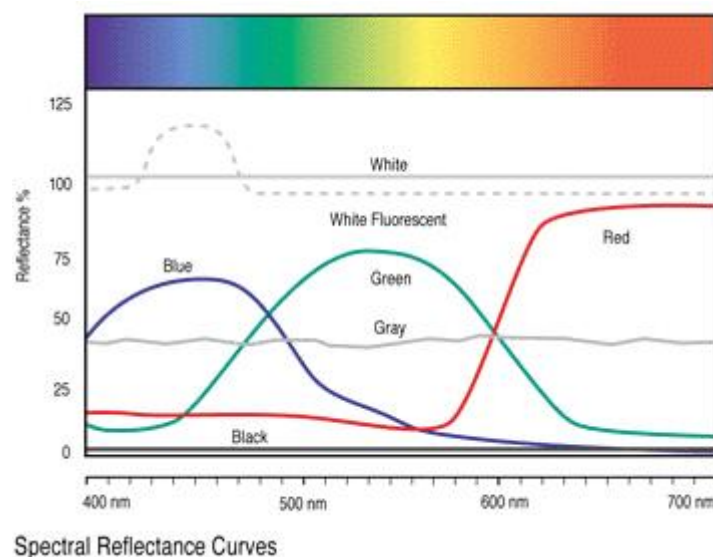 125
White
100
White Fluorescent
Reflectance %
Red
75
Blue
Green
50
Gray
25
Black
0
400 nm 500 nm 600 nm 700 nm
Spectral Reflectance Curves